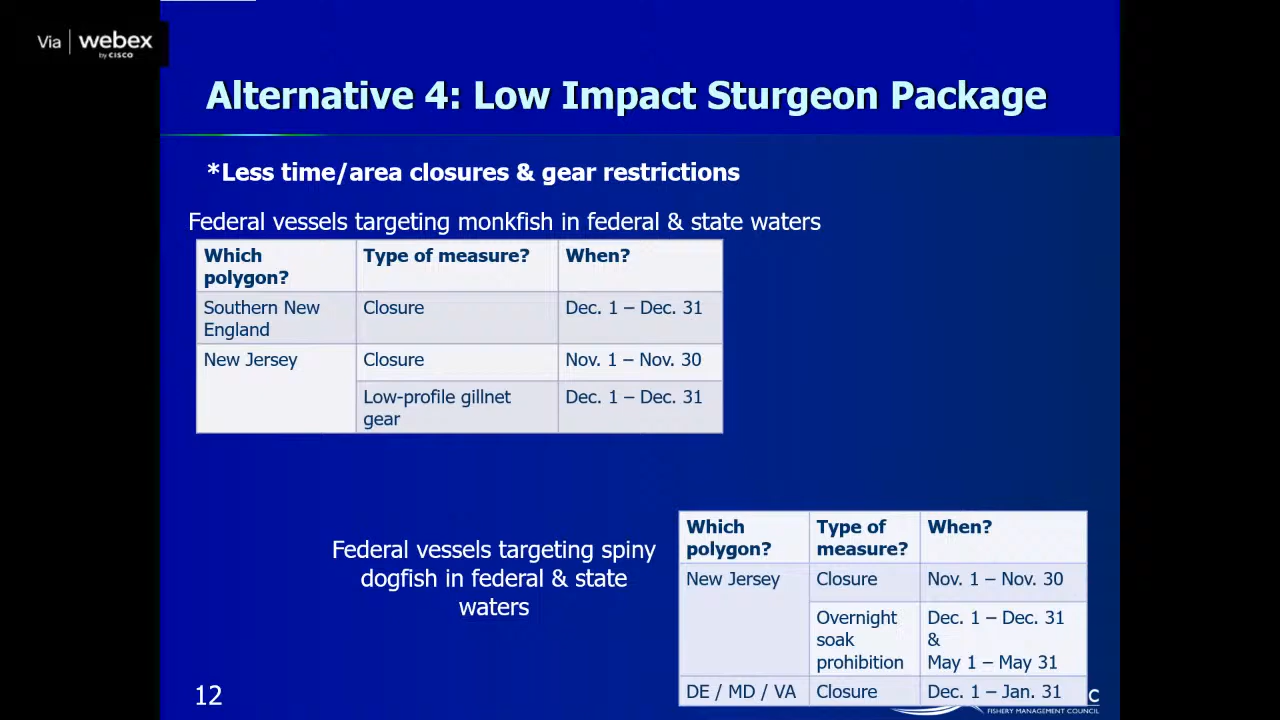 Via | webex
by CISCO
Alternative 4: Low Impact Sturgeon Package
*Less time/area closures & gear restrictions
Federal vessels targeting monkfish in federal & state waters
Which polygon? Type of measure? When?
Southern New England Closure Dec. 1 – Dec. 31
New Jersey Closure Nov. 1 – Nov. 30
Low-profile gillnet gear Dec. 1 – Dec. 31
Federal vessels targeting spiny
dogfish in federal & state
waters
Which polygon? Type of measure? When?
New Jersey Closure Nov. 1 – Nov. 30
Overnight soak prohibition Dec. 1 – Dec. 31 & May 1 – May 31
DE / MD / VA Closure Dec. 1 – Jan. 31
12
C
FISHERY MANAGEMENT COUNCIL